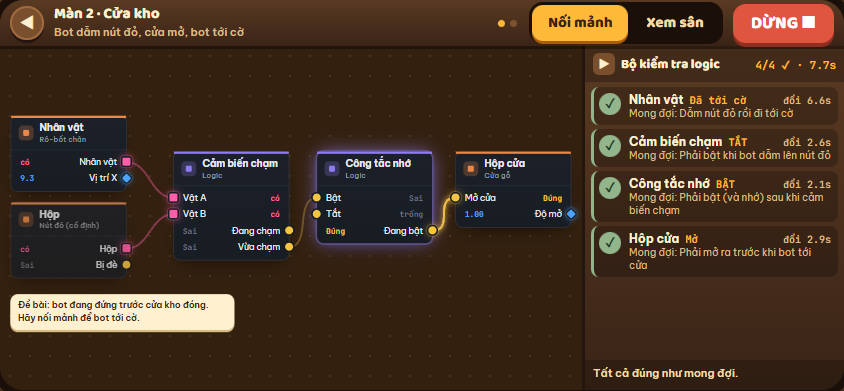 Màn 2 · Cửa kho
Bot dẫm nút đỏ, cửa mở, bot tới cờ
Nối mảnh
Xem sân
DỪNG
Nhân vật
Rô-bốt chân
có Nhân vật
9.3 Vị trí X
Hộp
Nút đỏ (cố định)
có Hộp
Sai Bị đè
Cảm biến chạm
Logic
Vật A có
Vật B có
Sai Đang chạm
Sai Vừa chạm
Công tắc nhớ
Logic
Bật Sai
Tắt trống
Đúng Đang bật
Hộp cửa
Cửa gỗ
Mở cửa Đúng
1.00 Độ mở
Đề bài: bot đang đứng trước cửa kho đóng.
Hãy nối mảnh để bot tới cờ.
Bộ kiểm tra logic 4/4 ✓ · 7.7s
Nhân vật Đã tới cờ đổi 6.6s
Mong đợi: Dẫm nút đỏ rồi đi tới cờ
Cảm biến chạm TẮT đổi 2.6s
Mong đợi: Phải bật khi bot dẫm lên nút đỏ
Công tắc nhớ BẬT đổi 2.1s
Mong đợi: Phải bật (và nhớ) sau khi cảm
biến chạm
Hộp cửa Mở đổi 2.9s
Mong đợi: Phải mở ra trước khi bot tới
cửa
Tất cả đúng như mong đợi.